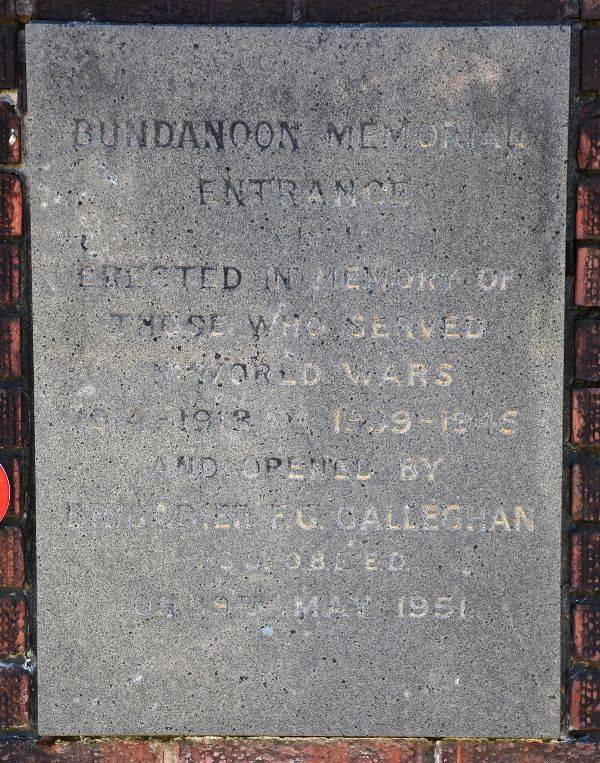 BUNDANOON MEMORIAL
ENTRANCE
ERECTED IN MEMORY OF
THOSE WHO SERVED
IN WORLD WARS
1914-1918 1939-1945
AND OPENED BY
BRIGADIER F.G. GALLEGHAN
O.B.E. E.D.
MAY 1951